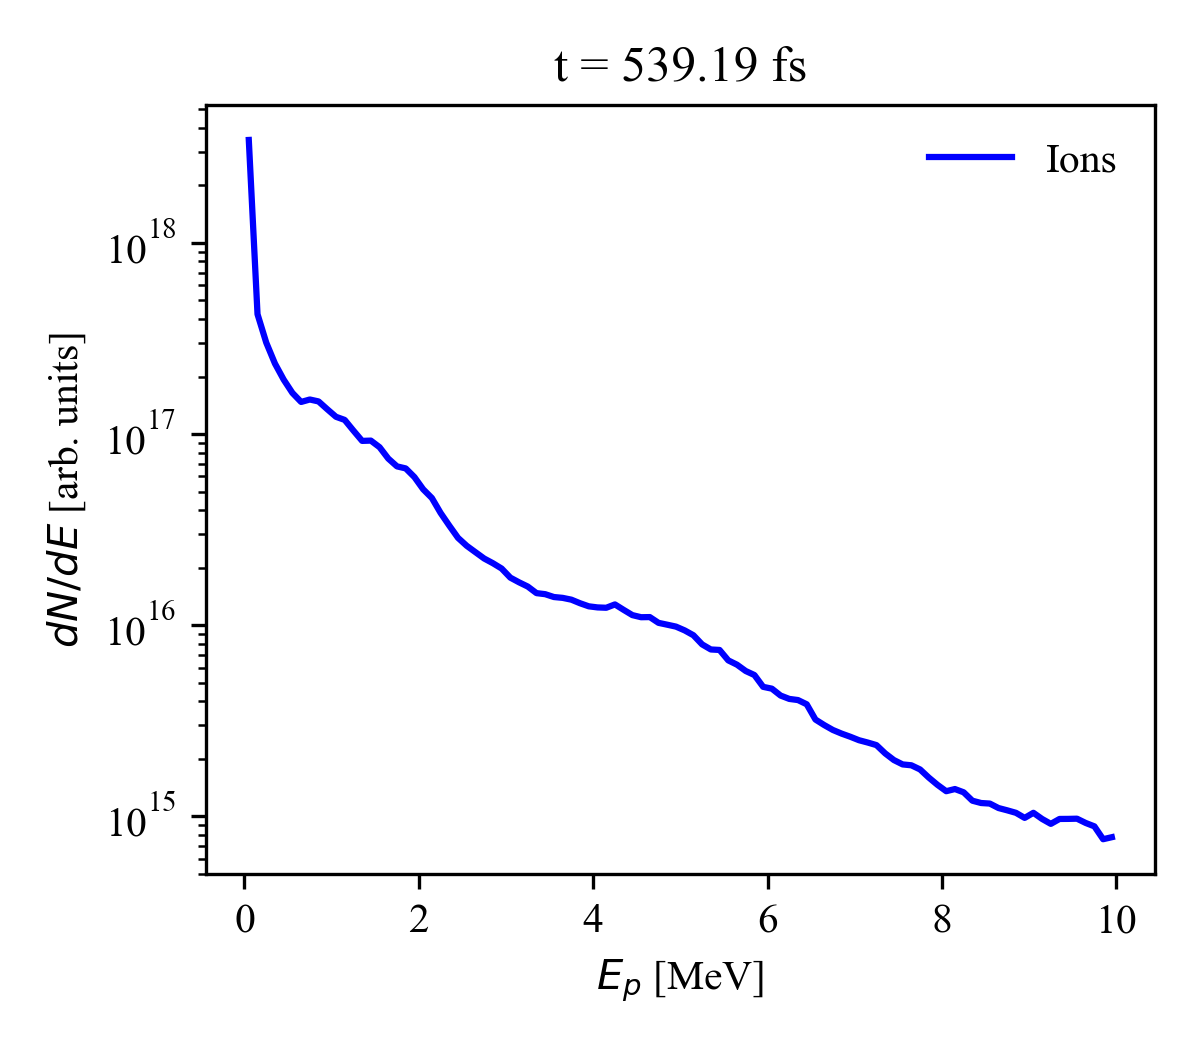 t = 539.19 fs
Ions
10^18
10^17
10^16
10^15
dN/dE [arb. units]
0 2 4 6 8 10
E_p [MeV]